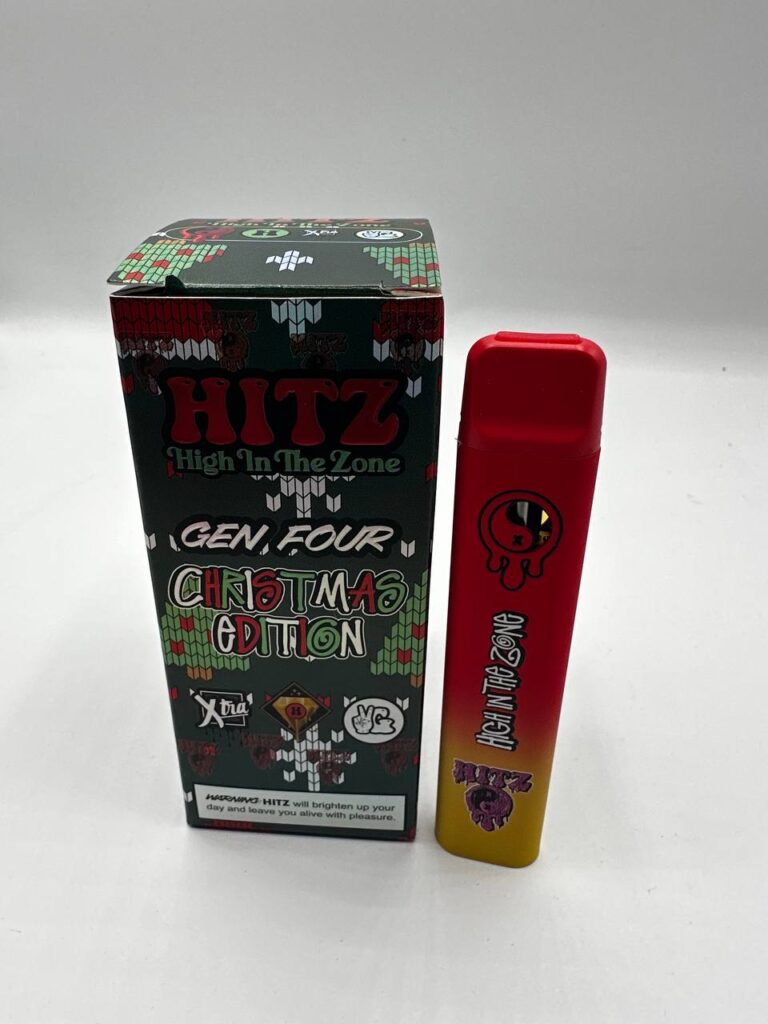 HITZ
High In The Zone
GEN FOUR
CHRISTMAS
EDITION
Xtra
H
VG
WARNING: HITZ will brighten up your
day and leave you alive with pleasure.
HIGH IN THE ZONE
HITZ